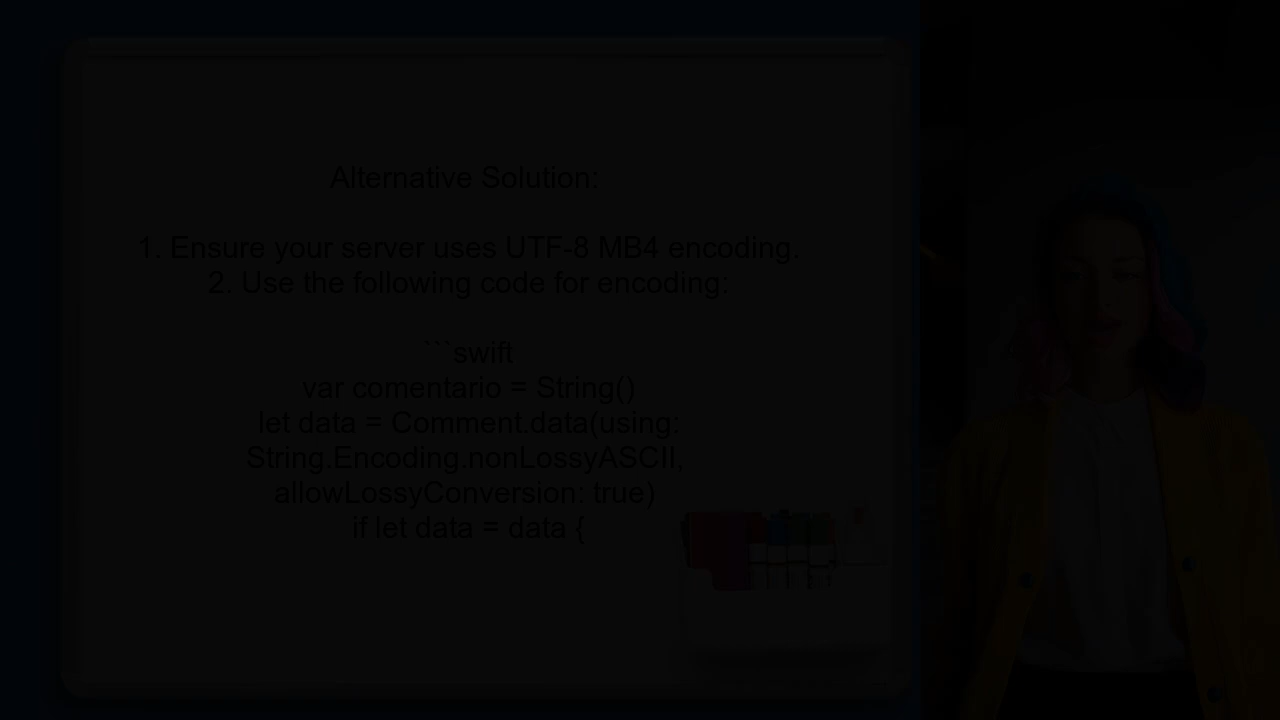 Alternative Solution:
1. Ensure your server uses UTF-8 MB4 encoding.
2. Use the following code for encoding:
```swift
var comentario = String()
let data = Comment.data(using:
String.Encoding.nonLossyASCII,
allowLossyConversion: true)
if let data = data {